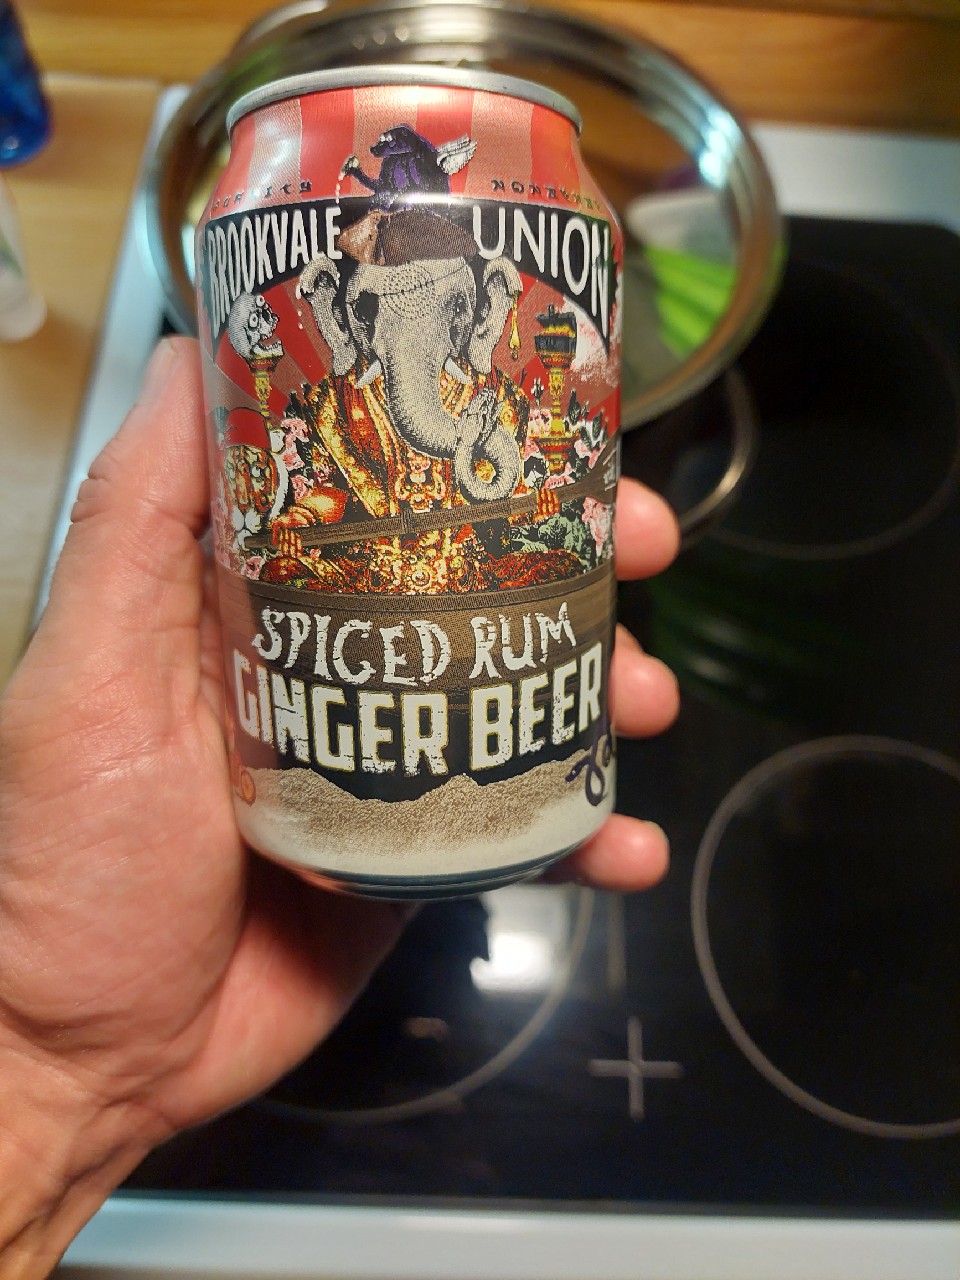 BROOKVALE UNION
SPICED RUM
GINGER BEER